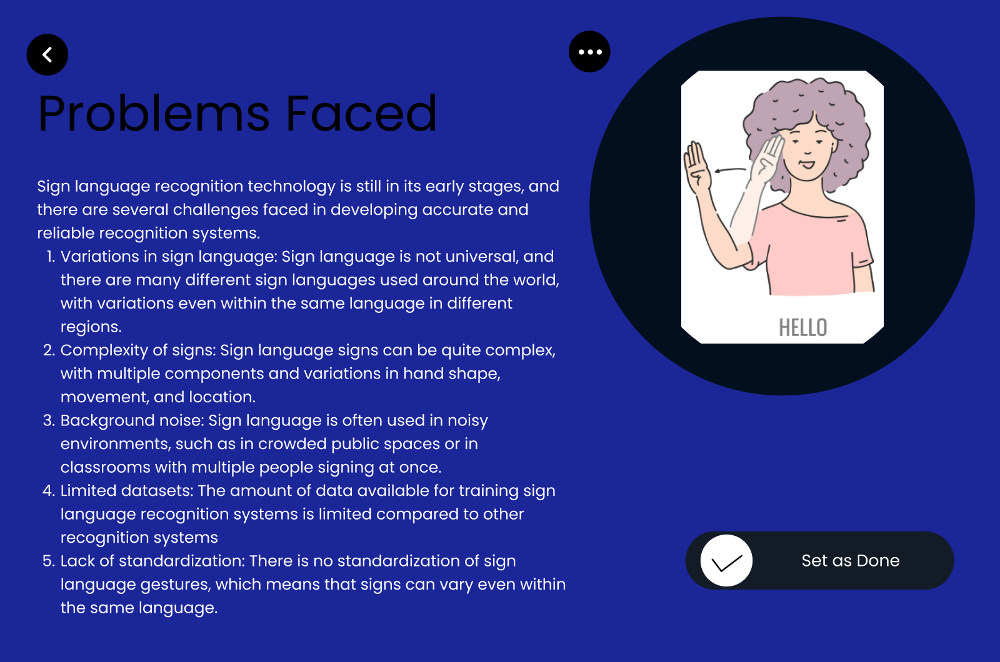 Problems Faced
Sign language recognition technology is still in its early stages, and
there are several challenges faced in developing accurate and
reliable recognition systems.
1. Variations in sign language: Sign language is not universal, and
there are many different sign languages used around the world,
with variations even within the same language in different
regions.
2. Complexity of signs: Sign language signs can be quite complex,
with multiple components and variations in hand shape,
movement, and location.
3. Background noise: Sign language is often used in noisy
environments, such as in crowded public spaces or in
classrooms with multiple people signing at once.
4. Limited datasets: The amount of data available for training sign
language recognition systems is limited compared to other
recognition systems
5. Lack of standardization: There is no standardization of sign
language gestures, which means that signs can vary even within
the same language.
HELLO
Set as Done